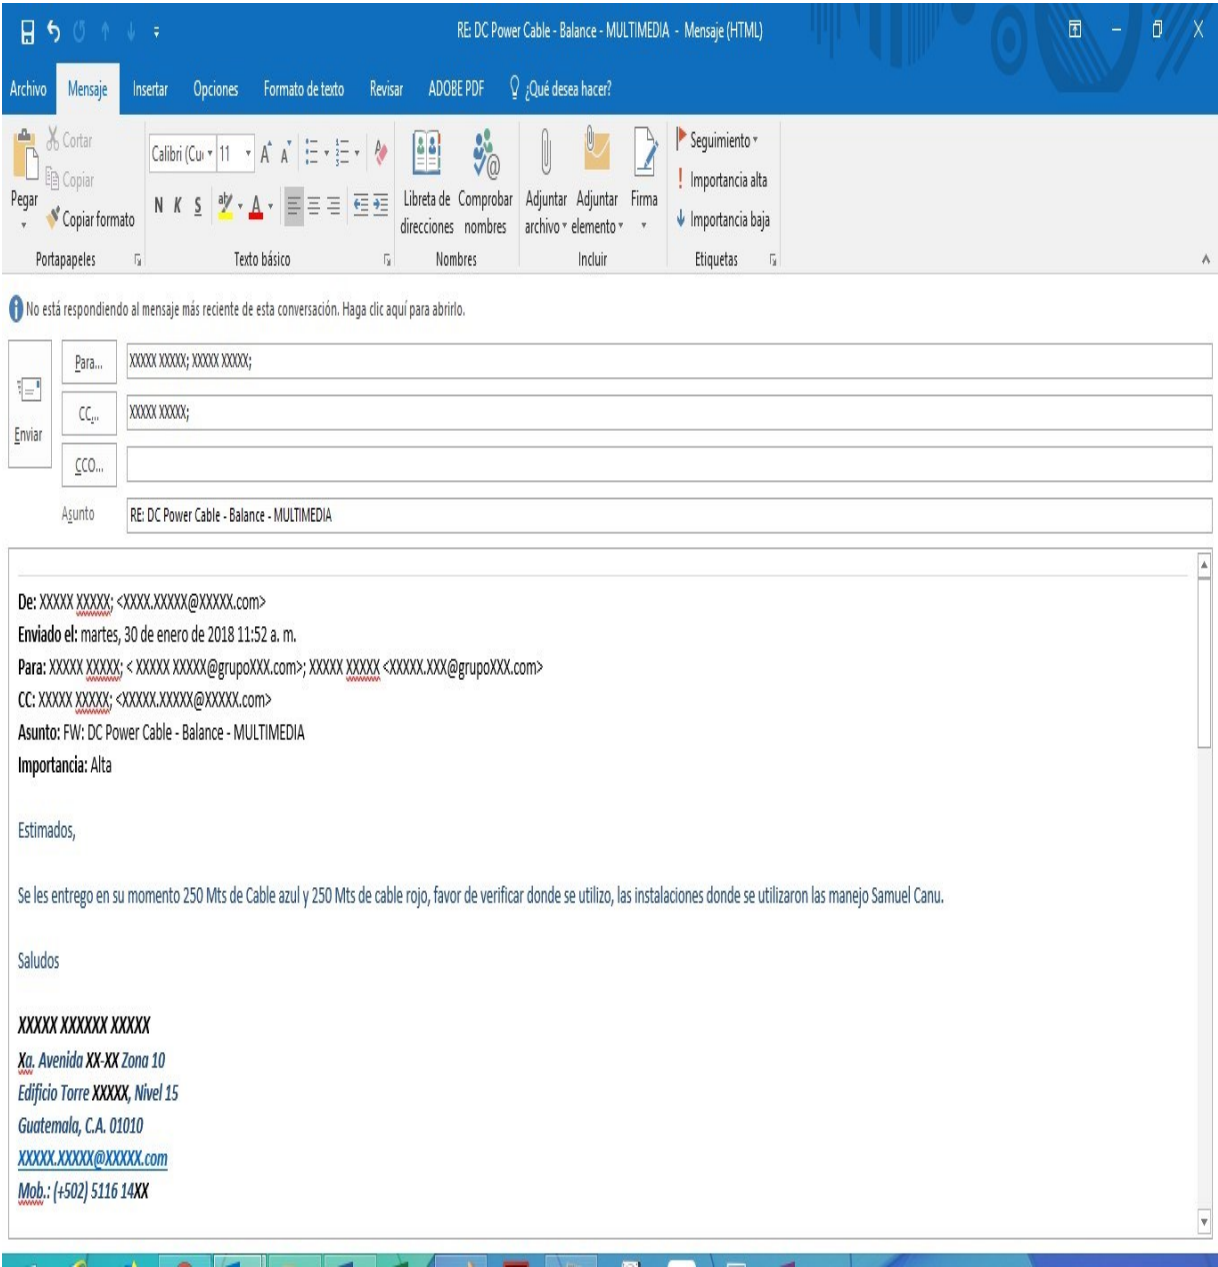 RE: DC Power Cable - Balance - MULTIMEDIA - Mensaje (HTML)
Archivo Mensaje Insertar Opciones Formato de texto Revisar ADOBE PDF ¿Qué desea hacer?
Pegar
Cortar
Copiar
Copiar formato
Portapapeles
Calibri (Cu 11
N K S
Texto básico
Libreta de direcciones
Comprobar nombres
Nombres
Adjuntar archivo
Adjuntar elemento
Firma
Incluir
Seguimiento
Importancia alta
Importancia baja
Etiquetas
No está respondiendo al mensaje más reciente de esta conversación. Haga clic aquí para abrirlo.
Enviar
Para... XXXXX XXXXX; XXXXX XXXXX;
CC... XXXXX XXXXX;
CCO...
Asunto RE: DC Power Cable - Balance - MULTIMEDIA
De: XXXXX XXXXX; <XXXX.XXXXX@XXXXX.com>
Enviado el: martes, 30 de enero de 2018 11:52 a. m.
Para: XXXXX XXXXX; < XXXXX XXXXX@grupoXXX.com>; XXXXX XXXXX <XXXXX.XXX@grupoXXX.com>
CC: XXXXX XXXXX; <XXXXX.XXXXX@XXXXX.com>
Asunto: FW: DC Power Cable - Balance - MULTIMEDIA
Importancia: Alta
Estimados,
Se les entrego en su momento 250 Mts de Cable azul y 250 Mts de cable rojo, favor de verificar donde se utilizo, las instalaciones donde se utilizaron las manejo Samuel Canu.
Saludos
XXXXX XXXXXX XXXXX
Xa. Avenida XX-XX Zona 10
Edificio Torre XXXXX, Nivel 15
Guatemala, C.A. 01010
XXXXX.XXXXX@XXXXX.com
Mob.: (+502) 5116 14XX